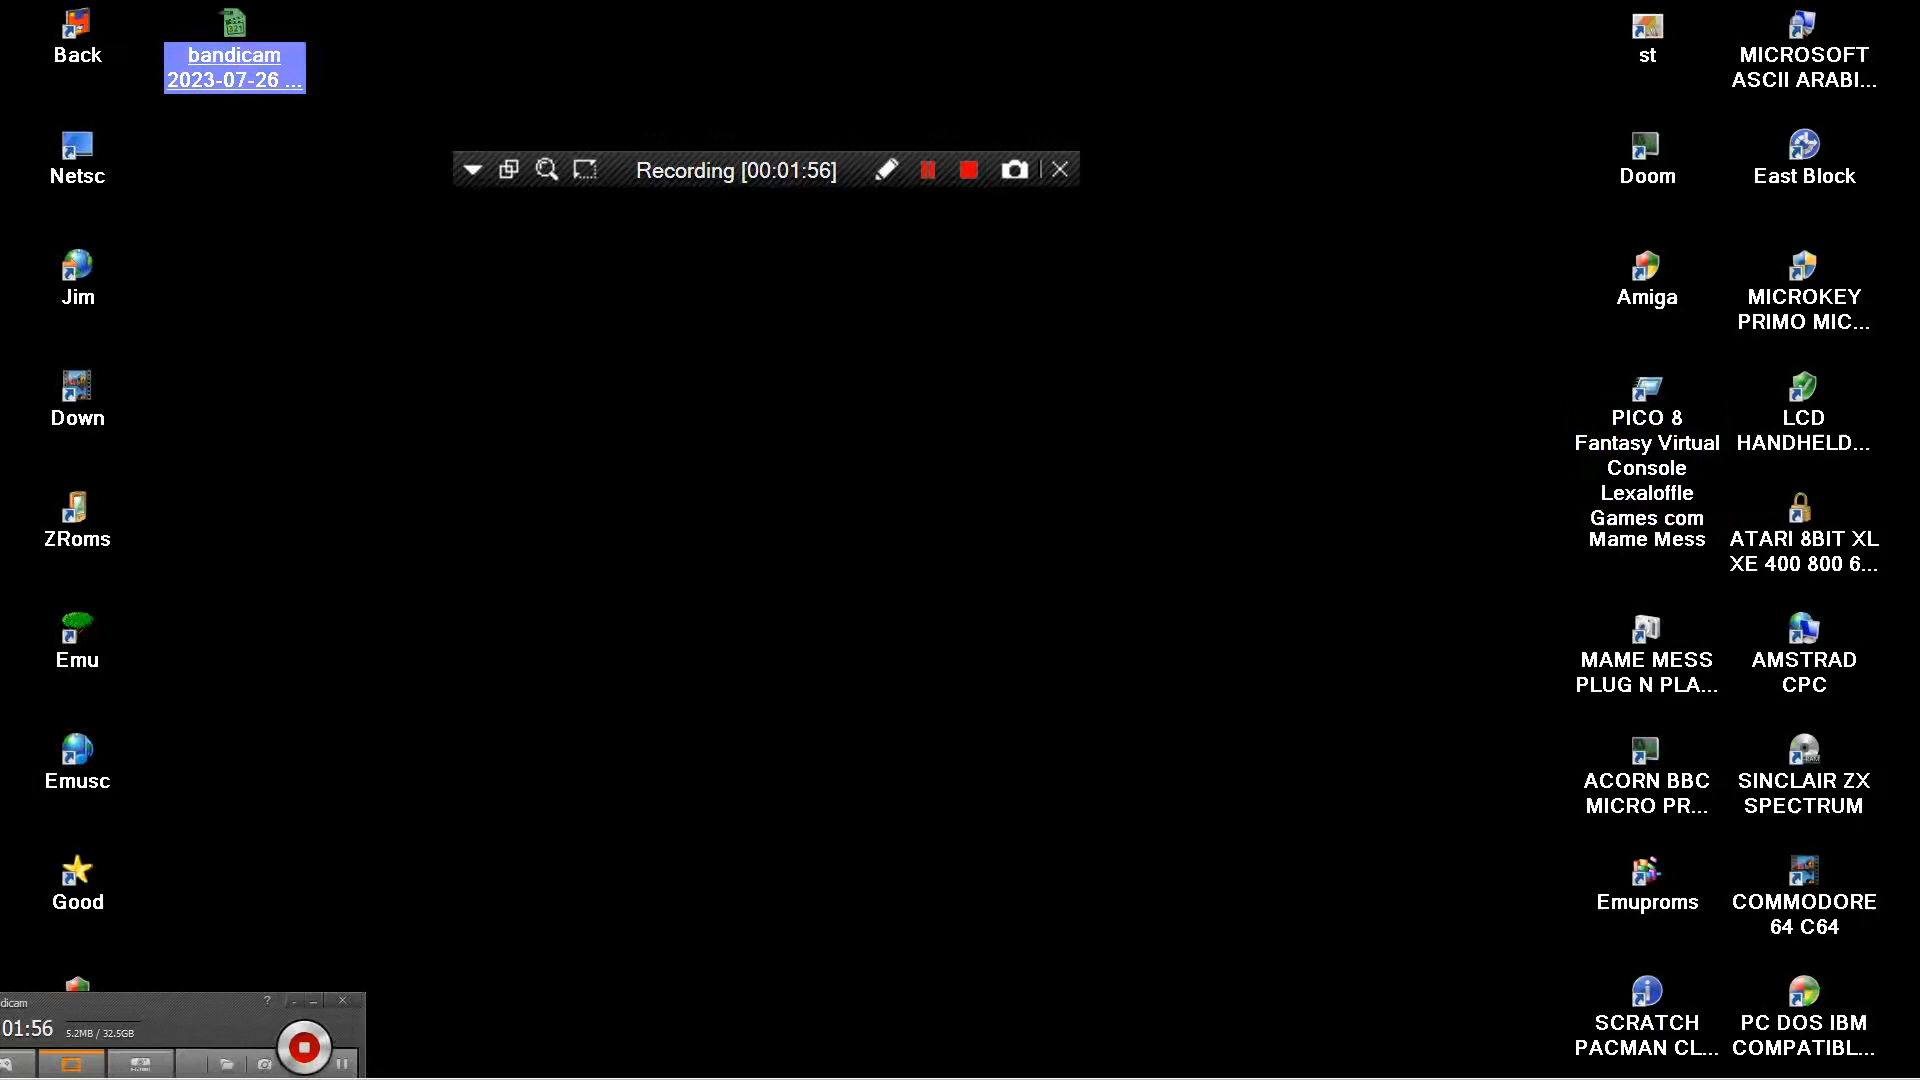 Back
bandicam
2023-07-26 ...
Netsc
Jim
Down
ZRoms
Emu
Emusc
Good
Recording [00:01:56]
st
MICROSOFT
ASCII ARABI...
Doom
East Block
Amiga
MICROKEY
PRIMO MIC...
PICO 8
Fantasy Virtual
Console
Lexaloffle
Games com
Mame Mess
LCD
HANDHELD...
ATARI 8BIT XL
XE 400 800 6...
MAME MESS
PLUG N PLA...
AMSTRAD
CPC
ACORN BBC
MICRO PR...
SINCLAIR ZX
SPECTRUM
Emuproms
COMMODORE
64 C64
SCRATCH
PACMAN CL...
PC DOS IBM
COMPATIBL...
dicam
?
01:56
5.2MB / 32.5GB